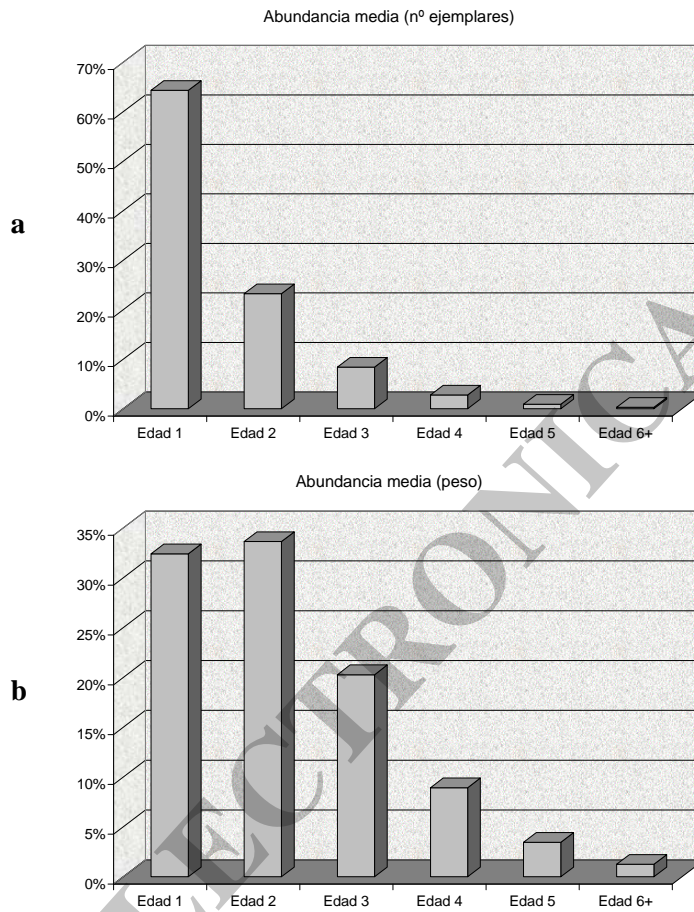 Abundancia media (nº ejemplares)
70%
60%
50%
40%
30%
20%
10%
0%
Edad 1 Edad 2 Edad 3 Edad 4 Edad 5 Edad 6+
a
Abundancia media (peso)
35%
30%
25%
20%
15%
10%
5%
0%
Edad 1 Edad 2 Edad 3 Edad 4 Edad 5 Edad 6+
b
LECTRONICA